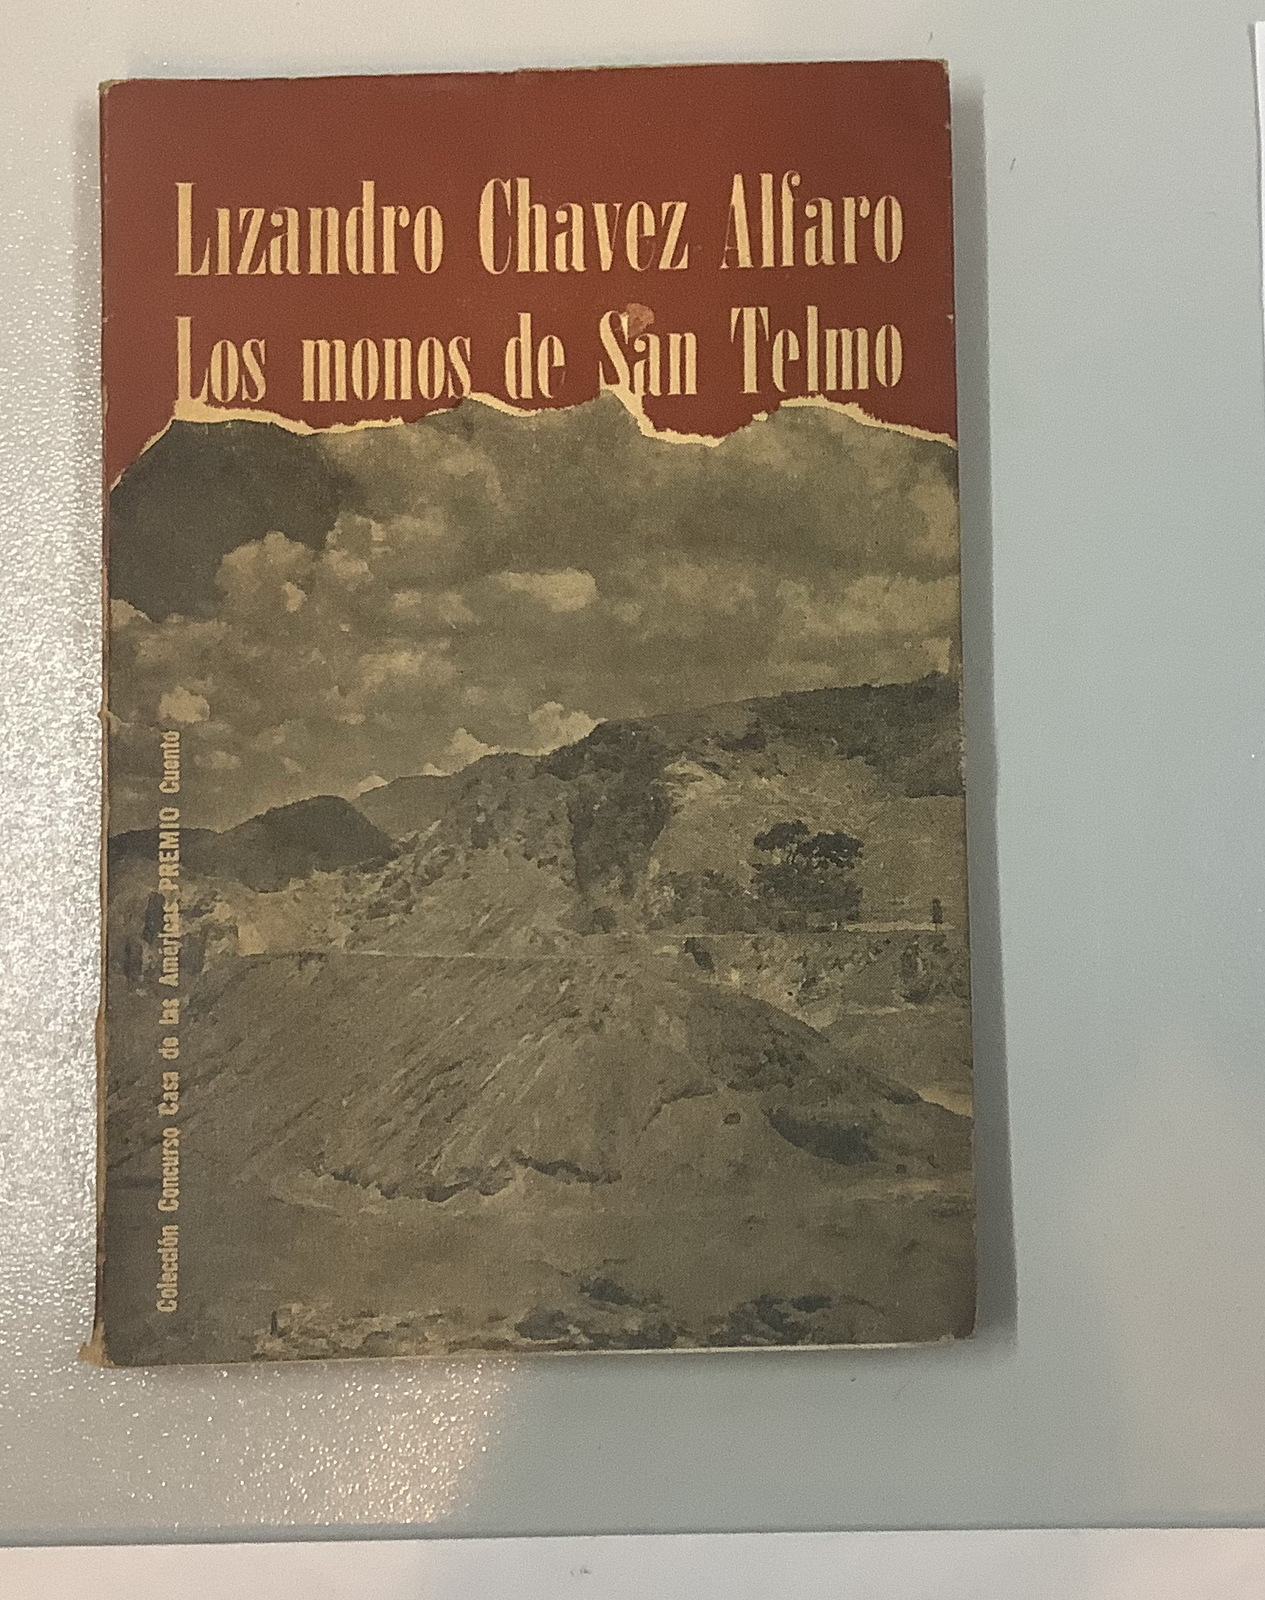 Lizandro Chavez Alfaro
Los monos de San Telmo
Colección Concurso Casa de las Américas PREMIO Cuento